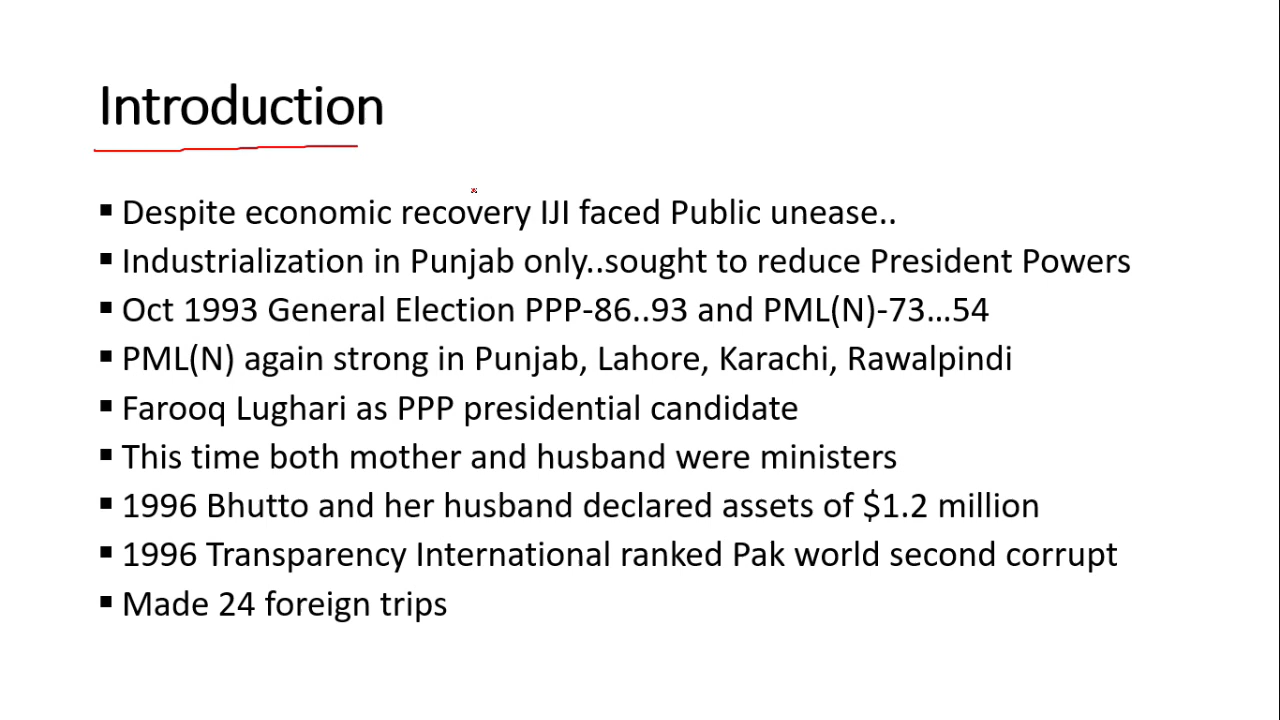 Introduction
▪ Despite economic recovery IJI faced Public unease..
▪ Industrialization in Punjab only..sought to reduce President Powers
▪ Oct 1993 General Election PPP-86..93 and PML(N)-73...54
▪ PML(N) again strong in Punjab, Lahore, Karachi, Rawalpindi
▪ Farooq Lughari as PPP presidential candidate
▪ This time both mother and husband were ministers
▪ 1996 Bhutto and her husband declared assets of $1.2 million
▪ 1996 Transparency International ranked Pak world second corrupt
▪ Made 24 foreign trips